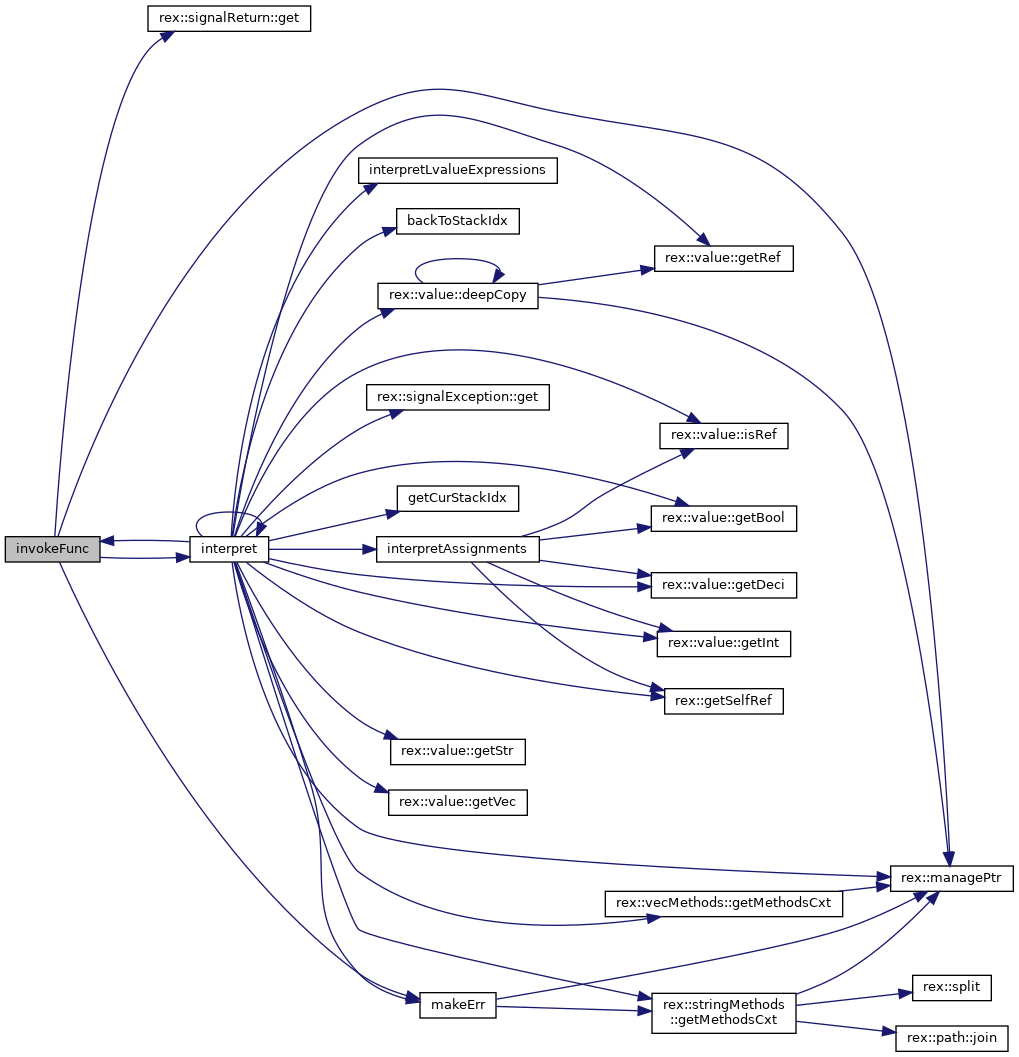 rex::signalReturn::get
interpretLvalueExpressions
backToStackIdx
rex::value::getRef
rex::value::deepCopy
rex::signalException::get
rex::value::isRef
getCurStackIdx
rex::value::getBool
invokeFunc
interpret
interpretAssignments
rex::value::getDeci
rex::value::getInt
rex::getSelfRef
rex::value::getStr
rex::value::getVec
rex::managePtr
rex::vecMethods::getMethodsCxt
makeErr
rex::stringMethods
::getMethodsCxt
rex::split
rex::path::join